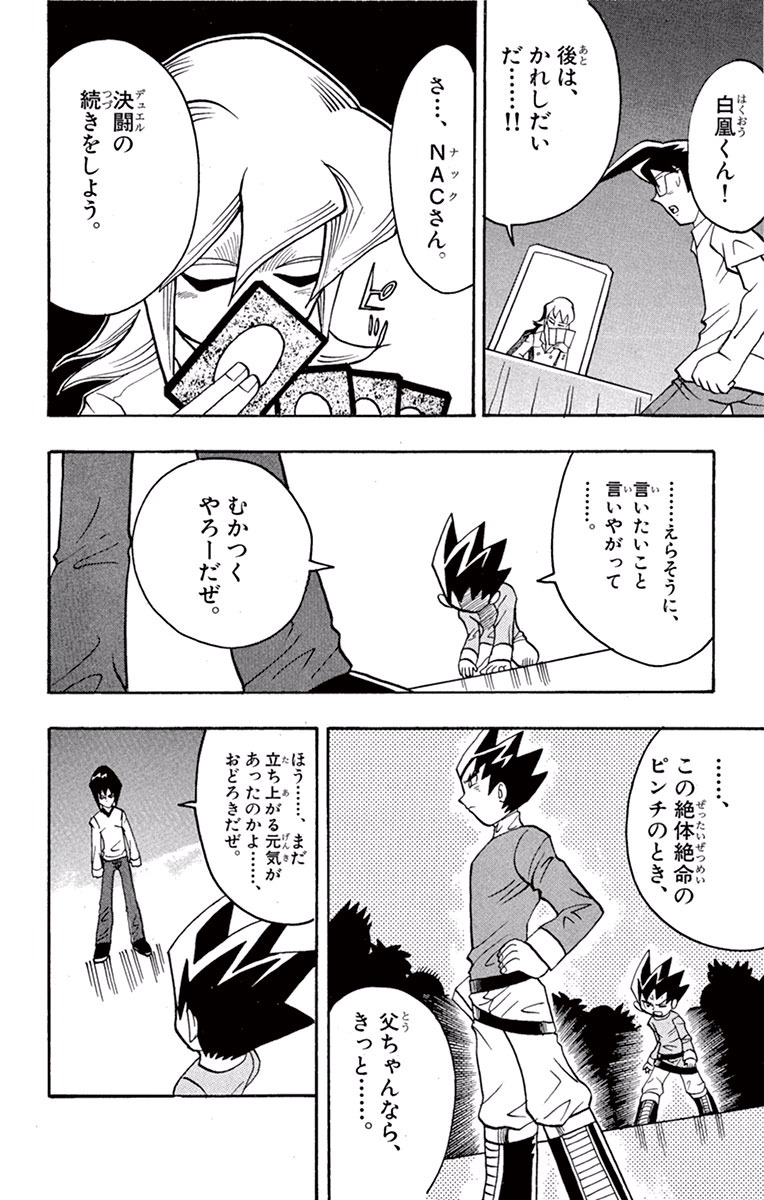 白凰くん！
後は、
かれしだい
だ……!!
さ…、NACさん。
決闘の
続きをしよう。
ピッ
……えらそうに、
言いたいこと
言いやがって
……。
むかつく
やろーだぜ。
……、
この絶体絶命の
ピンチのとき、
父ちゃんなら、
きっと……。
ほう……、まだ
立ち上がる元気が
あったのかよ……、
おどろきだぜ。